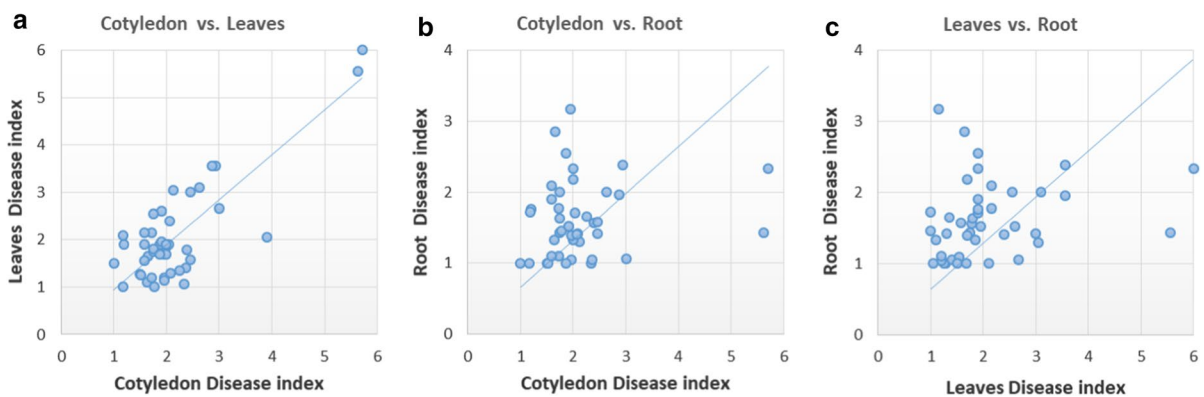 a
Cotyledon vs. Leaves
6
5
4
3
2
1
0
Leaves Disease index
0 1 2 3 4 5 6
Cotyledon Disease index
b
Cotyledon vs. Root
4
3
2
1
0
Root Disease index
0 1 2 3 4 5 6
Cotyledon Disease index
c
Leaves vs. Root
4
3
2
1
0
Root Disease index
0 1 2 3 4 5 6
Leaves Disease index